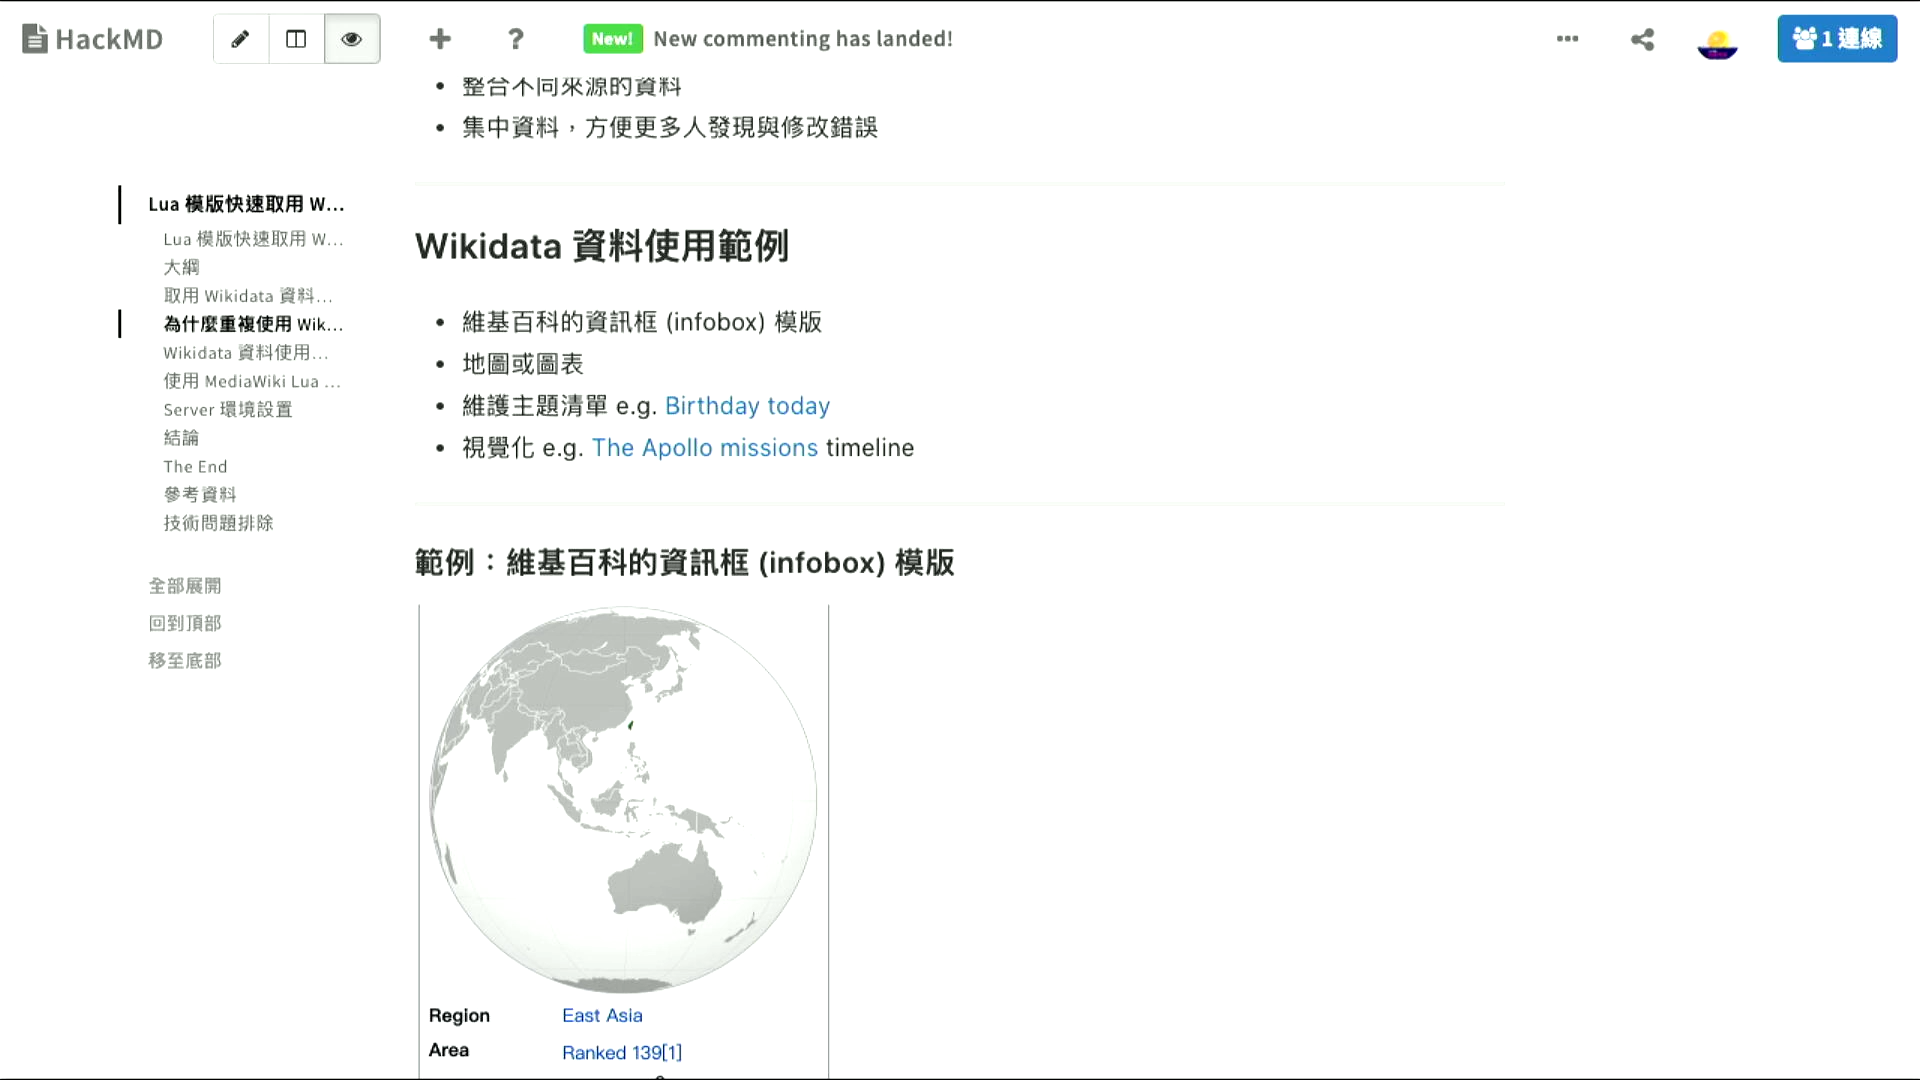 HackMD
?
New!
New commenting has landed!
1 連線
整合不同來源的資料
集中資料，方便更多人發現與修改錯誤
Lua 模版快速取用 W...
Lua 模版快速取用 W...
大綱
取用 Wikidata 資料...
為什麼重複使用 Wik...
Wikidata 資料使用...
使用 MediaWiki Lua ...
Server 環境設置
結論
The End
參考資料
技術問題排除
全部展開
回到頂部
移至底部
Wikidata 資料使用範例
維基百科的資訊框 (infobox) 模版
地圖或圖表
維護主題清單 e.g. Birthday today
視覺化 e.g. The Apollo missions timeline
範例：維基百科的資訊框 (infobox) 模版
Region East Asia
Area Ranked 139[1]